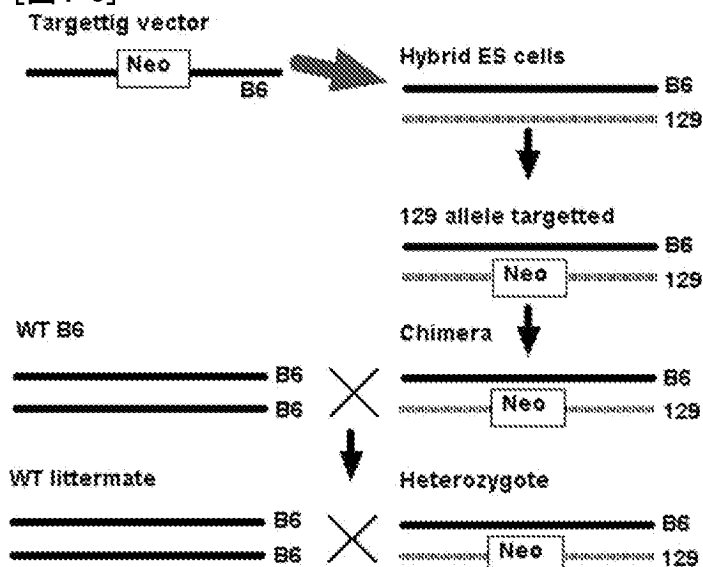 Targettig vector
Neo
B6
Hybrid ES cells
B6
129
129 allele targetted
B6
Neo
129
WT B6
B6
B6
Chimera
B6
Neo
129
WT littermate
B6
B6
Heterozygote
B6
Neo
129